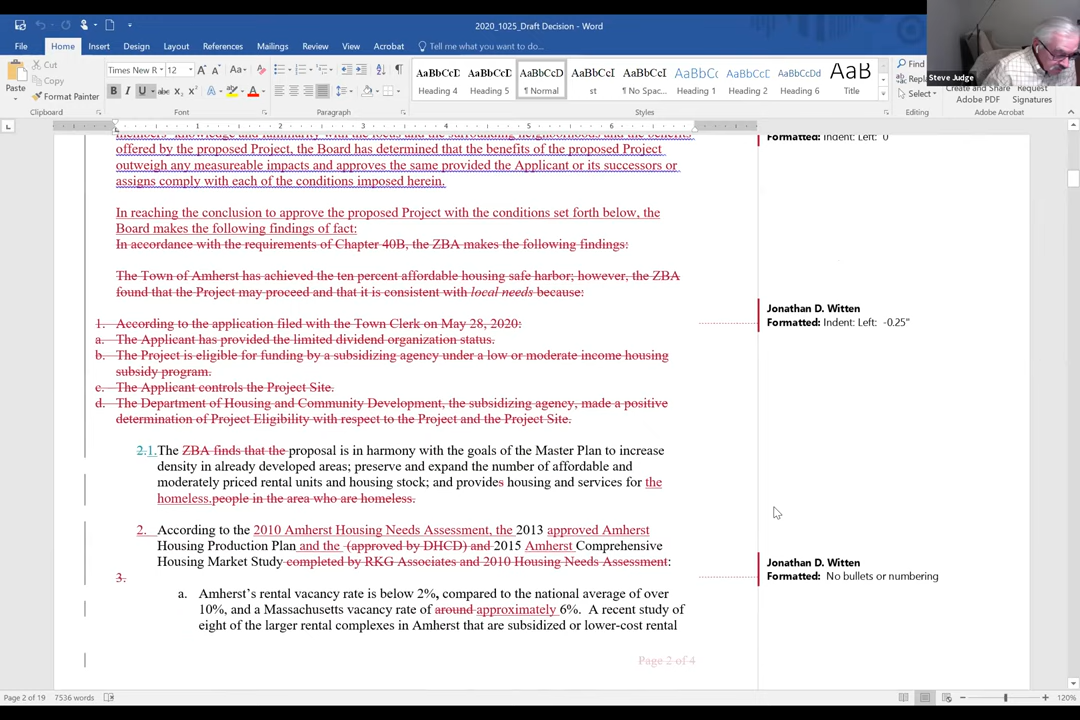 2020_1025_Draft Decision - Word
File Home Insert Design Layout References Mailings Review View Acrobat Tell me what you want to do...
Steve Judge
Cut
Copy
Format Painter
Paste
Times New R 12
AaBbCcI AaBbCcD AaBbCcD AaBbCcI AaBbCcD AaBbCcI AaBbCcD AaBbCcD AaB
Heading 4 Heading 5 ¶ Normal st ¶ No Spac... Heading 1 Heading 2 Heading 6 Title
Find
Select
Create and Share Adobe PDF
Request Signatures
Clipboard Font Paragraph Styles Editing Adobe Acrobat
members' knowledge and familiarity with the locus and the surrounding neighborhoods and the benefits
offered by the proposed Project, the Board has determined that the benefits of the proposed Project
outweigh any measureable impacts and approves the same provided the Applicant or its successors or
assigns comply with each of the conditions imposed herein.
In reaching the conclusion to approve the proposed Project with the conditions set forth below, the
Board makes the following findings of fact:
In accordance with the requirements of Chapter 40B, the ZBA makes the following findings:
The Town of Amherst has achieved the ten percent affordable housing safe harbor; however, the ZBA
found that the Project may proceed and that it is consistent with local needs because:
1. According to the application filed with the Town Clerk on May 28, 2020:
a. The Applicant has provided the limited dividend organization status.
b. The Project is eligible for funding by a subsidizing agency under a low or moderate income housing
subsidy program.
c. The Applicant controls the Project Site.
d. The Department of Housing and Community Development, the subsidizing agency, made a positive
determination of Project Eligibility with respect to the Project and the Project Site.
2.1. The ZBA finds that the proposal is in harmony with the goals of the Master Plan to increase
density in already developed areas; preserve and expand the number of affordable and
moderately priced rental units and housing stock; and provides housing and services for the
homeless.people in the area who are homeless.
2. According to the 2010 Amherst Housing Needs Assessment, the 2013 approved Amherst
Housing Production Plan and the (approved by DHCD) and 2015 Amherst Comprehensive
Housing Market Study completed by RKG Associates and 2010 Housing Needs Assessment:
3.
a. Amherst's rental vacancy rate is below 2%, compared to the national average of over
10%, and a Massachusetts vacancy rate of around approximately 6%. A recent study of
eight of the larger rental complexes in Amherst that are subsidized or lower-cost rental
Page 2 of 4
Formatted: Indent: Left: 0"
Jonathan D. Witten
Formatted: Indent: Left: -0.25"
Jonathan D. Witten
Formatted: No bullets or numbering
Page 2 of 19 7536 words
120%